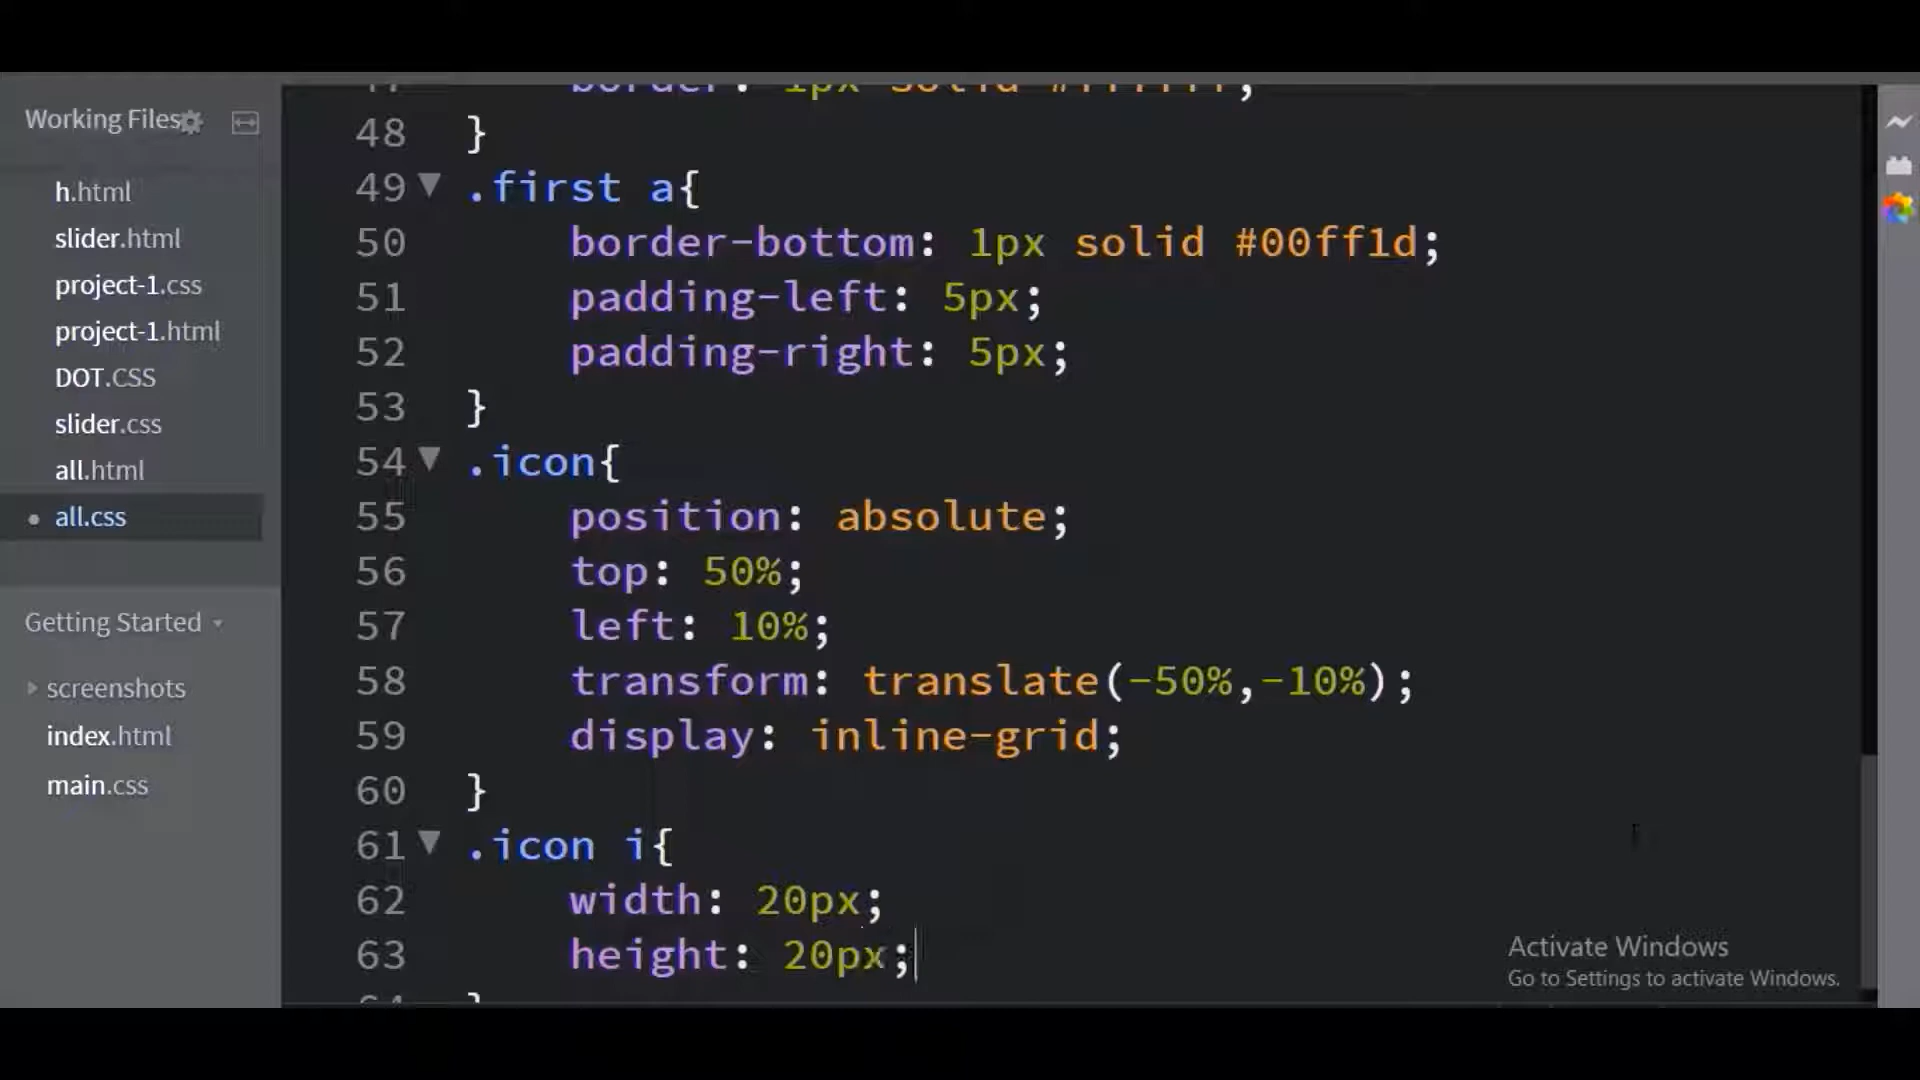 Working Files
h.html
slider.html
project-1.css
project-1.html
DOT.CSS
slider.css
all.html
all.css
Getting Started
screenshots
index.html
main.css
border: 1px solid #ffffff;
48 }
49 .first a{
50 border-bottom: 1px solid #00ff1d;
51 padding-left: 5px;
52 padding-right: 5px;
53 }
54 .icon{
55 position: absolute;
56 top: 50%;
57 left: 10%;
58 transform: translate(-50%,-10%);
59 display: inline-grid;
60 }
61 .icon i{
62 width: 20px;
63 height: 20px;
Activate Windows
Go to Settings to activate Windows.